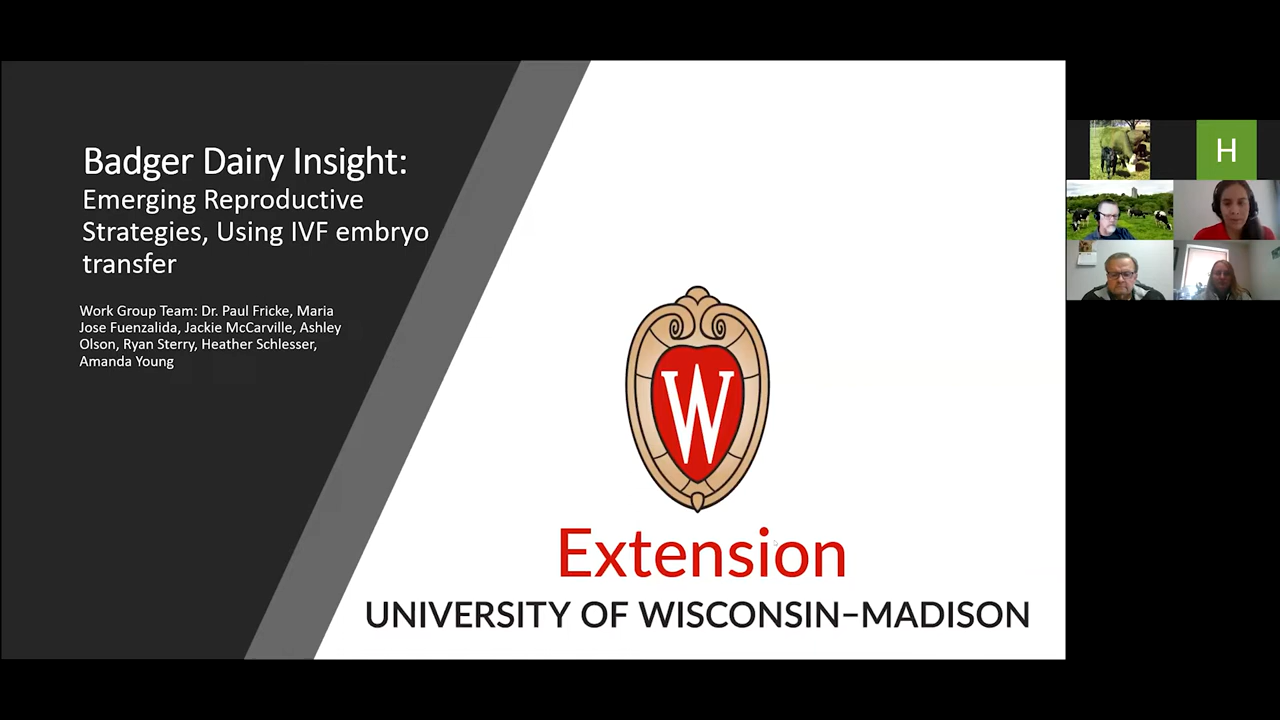 Badger Dairy Insight:
Emerging Reproductive
Strategies, Using IVF embryo
transfer
Work Group Team: Dr. Paul Fricke, Maria
Jose Fuenzalida, Jackie McCarville, Ashley
Olson, Ryan Sterry, Heather Schlesser,
Amanda Young
W
Extension
UNIVERSITY OF WISCONSIN–MADISON
H